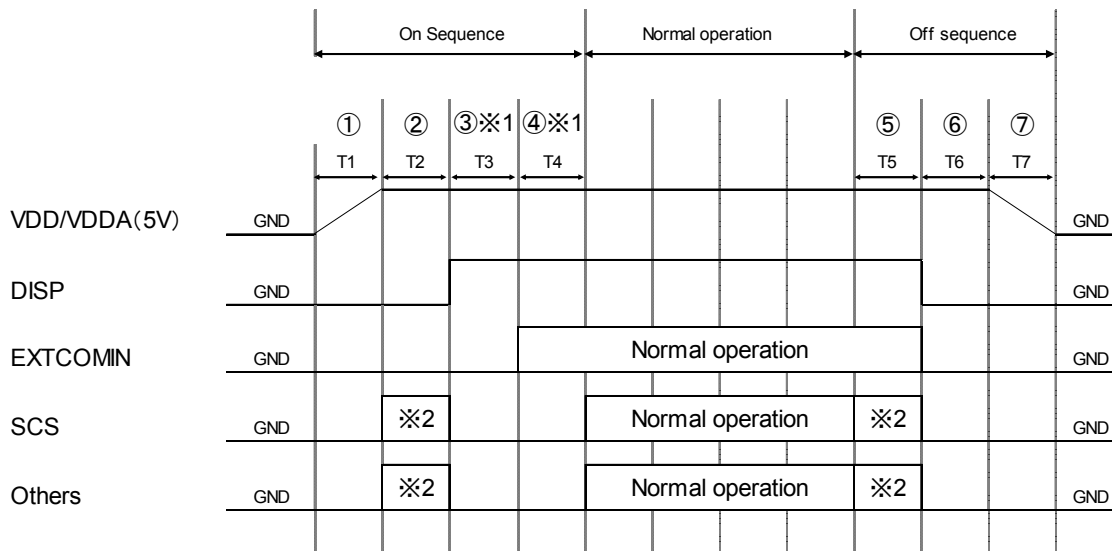 On Sequence Normal operation Off sequence
① ② ③※1 ④※1 ⑤ ⑥ ⑦
T1 T2 T3 T4 T5 T6 T7
VDD/VDDA(5V) GND GND
DISP GND GND
EXTCOMIN GND Normal operation GND
SCS GND ※2 Normal operation ※2 GND
Others GND ※2 Normal operation ※2 GND